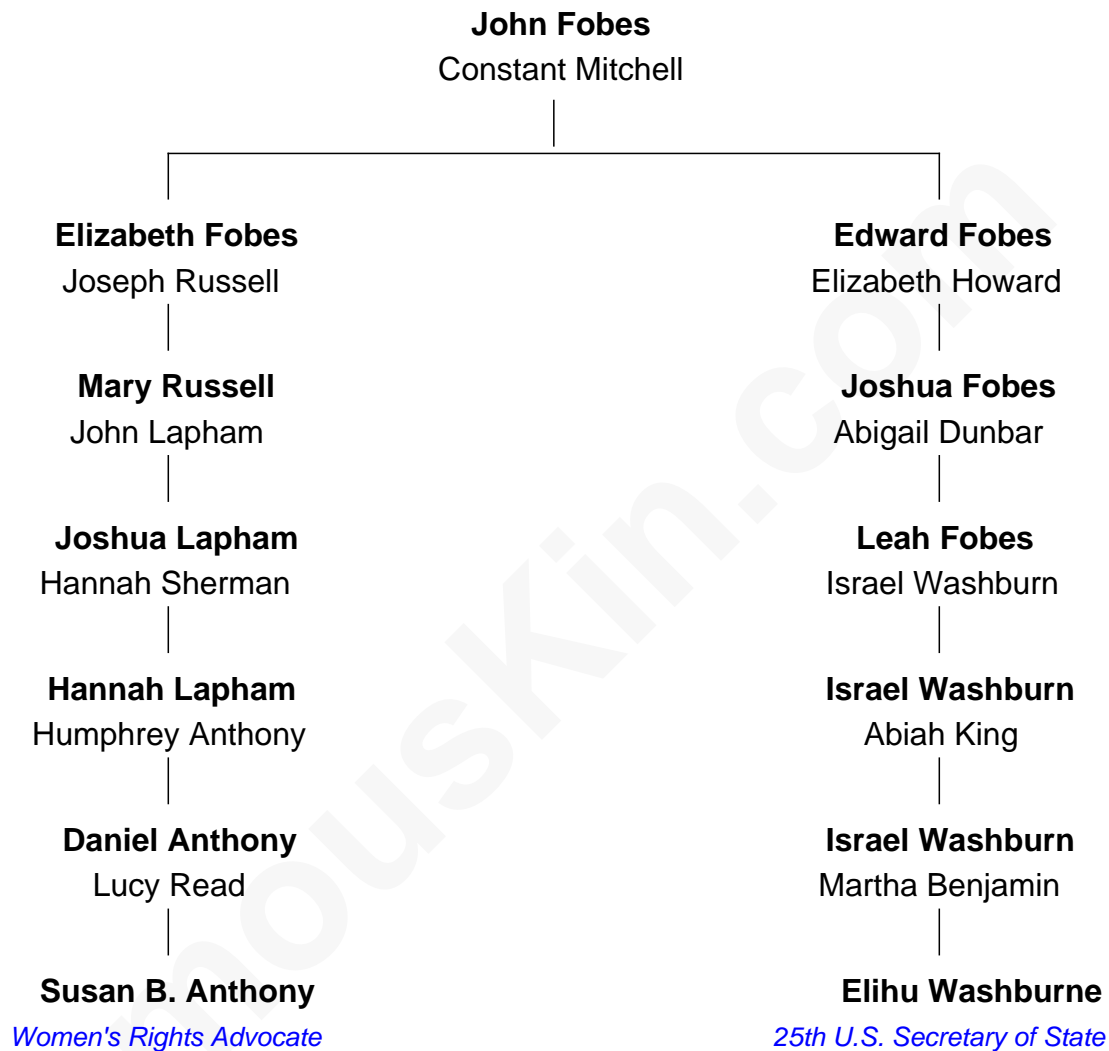 John Fobes
Constant Mitchell
Elizabeth Fobes
Joseph Russell
Edward Fobes
Elizabeth Howard
Mary Russell
John Lapham
Joshua Fobes
Abigail Dunbar
Joshua Lapham
Hannah Sherman
Leah Fobes
Israel Washburn
Hannah Lapham
Humphrey Anthony
Israel Washburn
Abiah King
Daniel Anthony
Lucy Read
Israel Washburn
Martha Benjamin
Susan B. Anthony
Women's Rights Advocate
Elihu Washburne
25th U.S. Secretary of State
mousKin.com